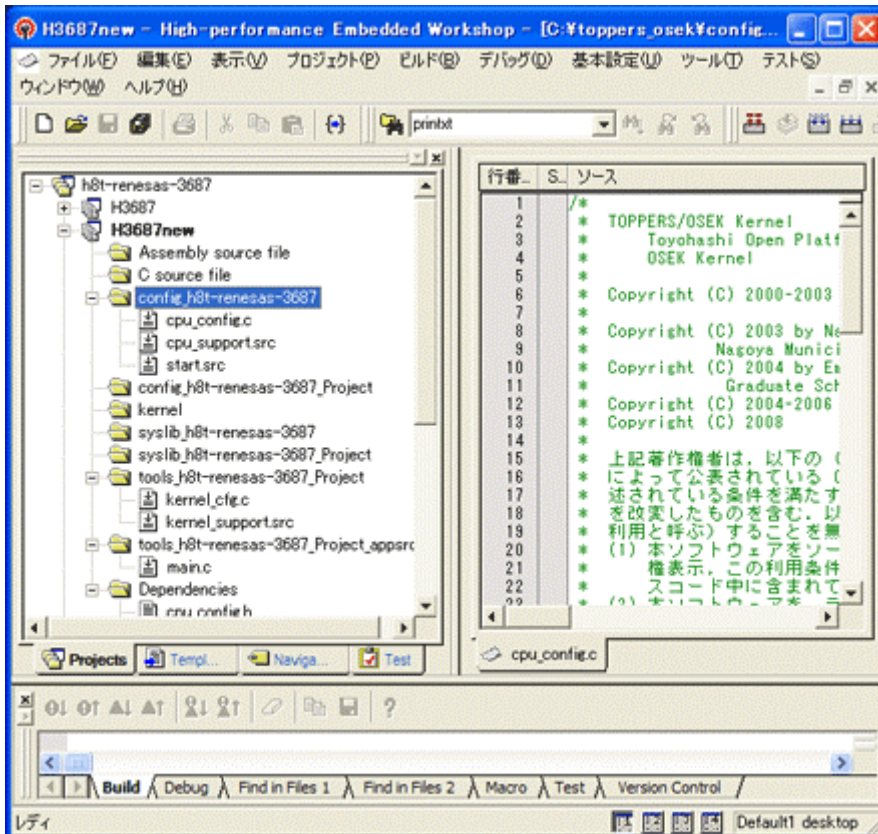 H3687new - High-performance Embedded Workshop - [C:¥toppers_osek¥config...
ファイル(F) 編集(E) 表示(V) プロジェクト(P) ビルド(B) デバッグ(D) 基本設定(U) ツール(T) テスト(S)
ウィンドウ(W) ヘルプ(H)
printxt
h8t-renesas-3687
H3687
H3687new
Assembly source file
C source file
config_h8t-renesas-3687
cpu_config.c
cpu_support.src
start.src
config_h8t-renesas-3687_Project
kernel
syslib_h8t-renesas-3687
syslib_h8t-renesas-3687_Project
tools_h8t-renesas-3687_Project
kernel_cfg.c
kernel_support.src
tools_h8t-renesas-3687_Project_appsrc
main.c
Dependencies
cpu_config.h
Projects Templ... Naviga... Test
行番... S... ソース
1 /*
2 * TOPPERS/OSEK Kernel
3 * Toyohashi Open Platf
4 * OSEK Kernel
5 *
6 * Copyright (C) 2000-2003
7 *
8 * Copyright (C) 2003 by Na
9 * Nagoya Munici
10 * Copyright (C) 2004 by Em
11 * Graduate Sch
12 * Copyright (C) 2004-2006
13 * Copyright (C) 2008
14 *
15 * 上記著作権者は，以下の (
16 * によって公表されている (
17 * 述されている条件を満たす
18 * を改変したものを含む．以
19 * 利用と呼ぶ）することを無
20 * (1) 本ソフトウェアをソー
21 * 権表示，この利用条件
22 * スコード中に含まれて
23 * (2) 本ソフトウェアを，ラ
cpu_config.c
Build Debug Find in Files 1 Find in Files 2 Macro Test Version Control
レディ Default1 desktop